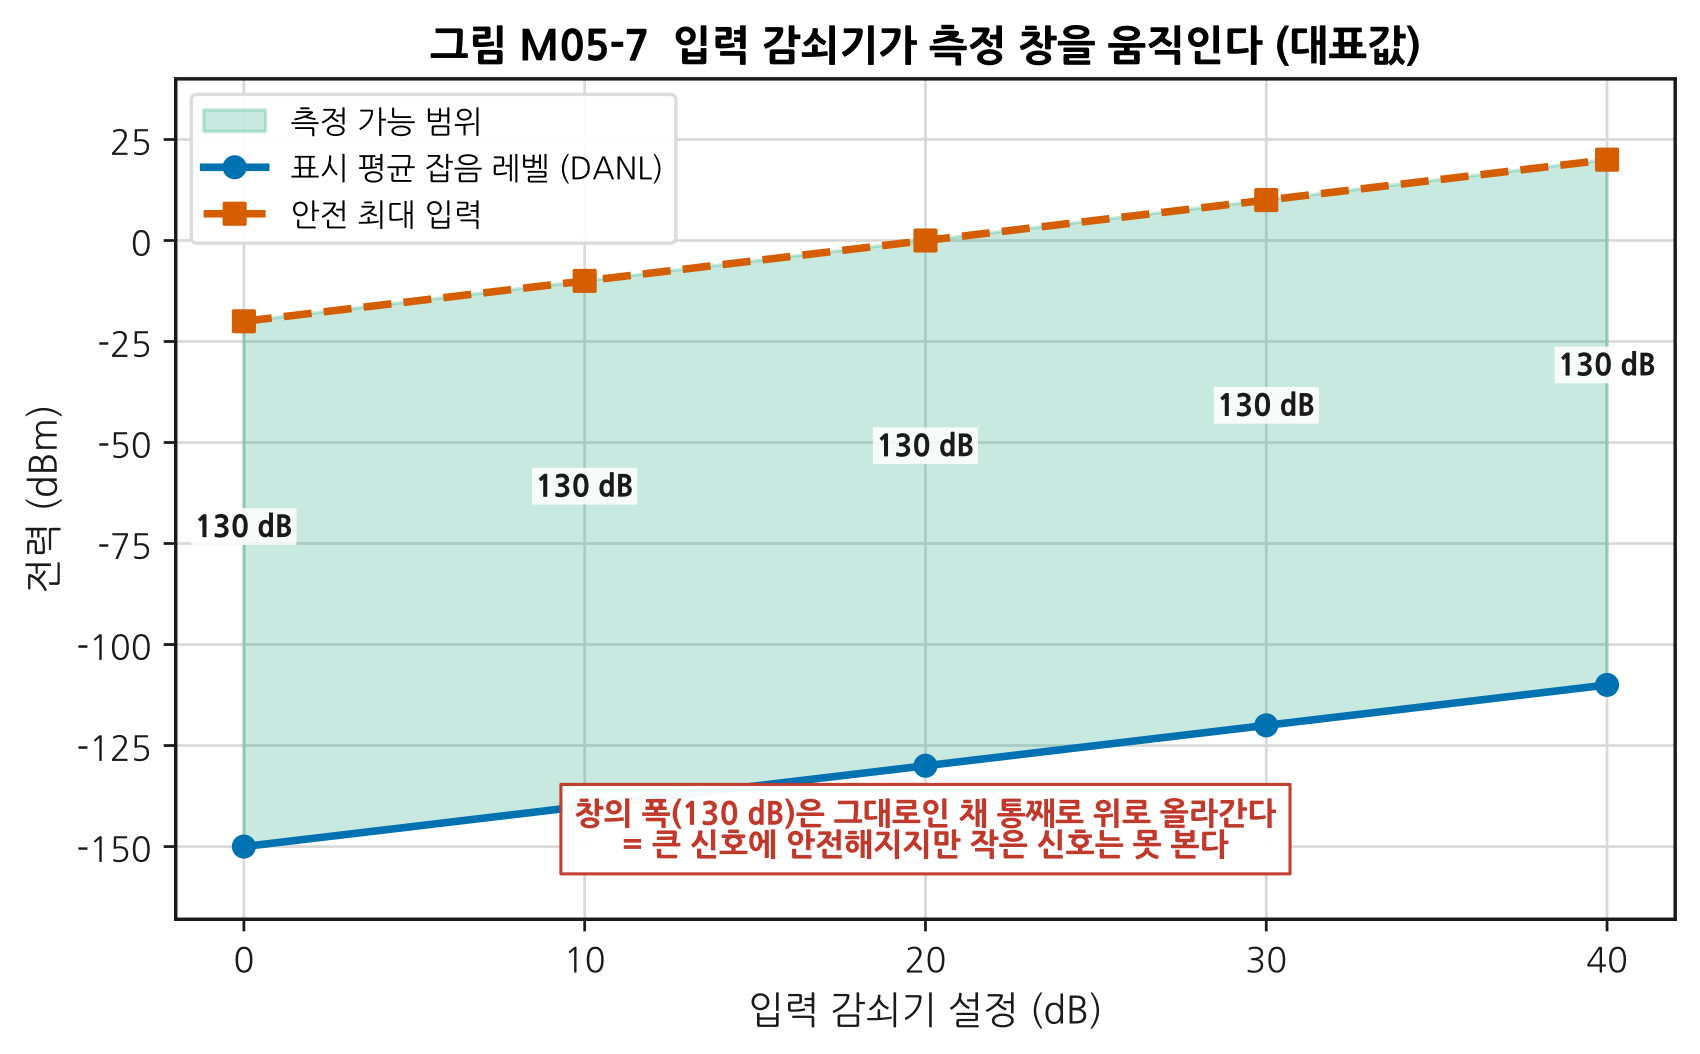 그림 M05-7  입력 감쇠기가 측정 창을 움직인다 (대표값)
측정 가능 범위
표시 평균 잡음 레벨 (DANL)
안전 최대 입력
전력 (dBm)
25
0
-25
-50
-75
-100
-125
-150
130 dB
130 dB
130 dB
130 dB
130 dB
창의 폭(130 dB)은 그대로인 채 통째로 위로 올라간다
= 큰 신호에 안전해지지만 작은 신호는 못 본다
0
10
20
30
40
입력 감쇠기 설정 (dB)